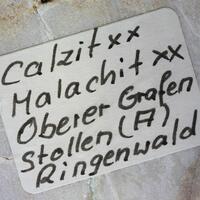 Calzit xx
Malachit xx
Oberer Grafen
Stollen (A)
Ringenwald